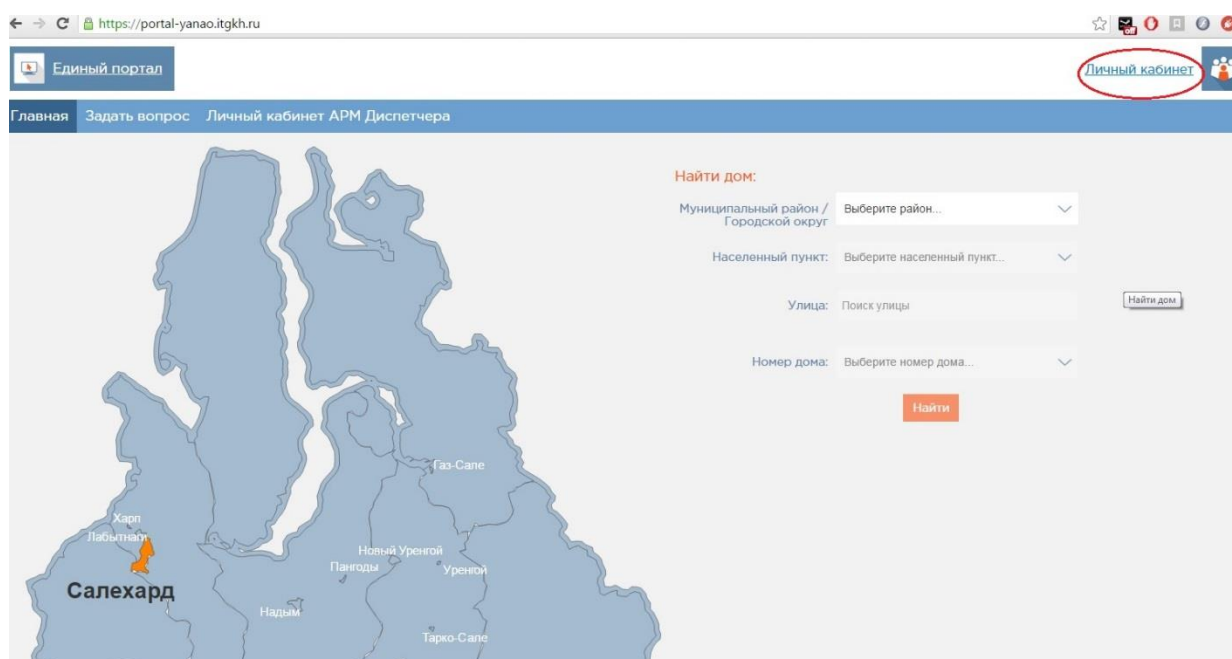 https://portal-yanao.itgkh.ru
off
Единый портал
Личный кабинет
Главная Задать вопрос Личный кабинет АРМ Диспетчера
Найти дом:
Муниципальный район /
Городской округ
Выберите район...
Населенный пункт: Выберите населенный пункт...
Улица: Поиск улицы
Найти дом
Номер дома: Выберите номер дома...
Найти
Газ-Сале
Харп
Лабытнаги
Новый Уренгой
Пангоды
Уренгой
Салехард
Надым
Тарко-Сале